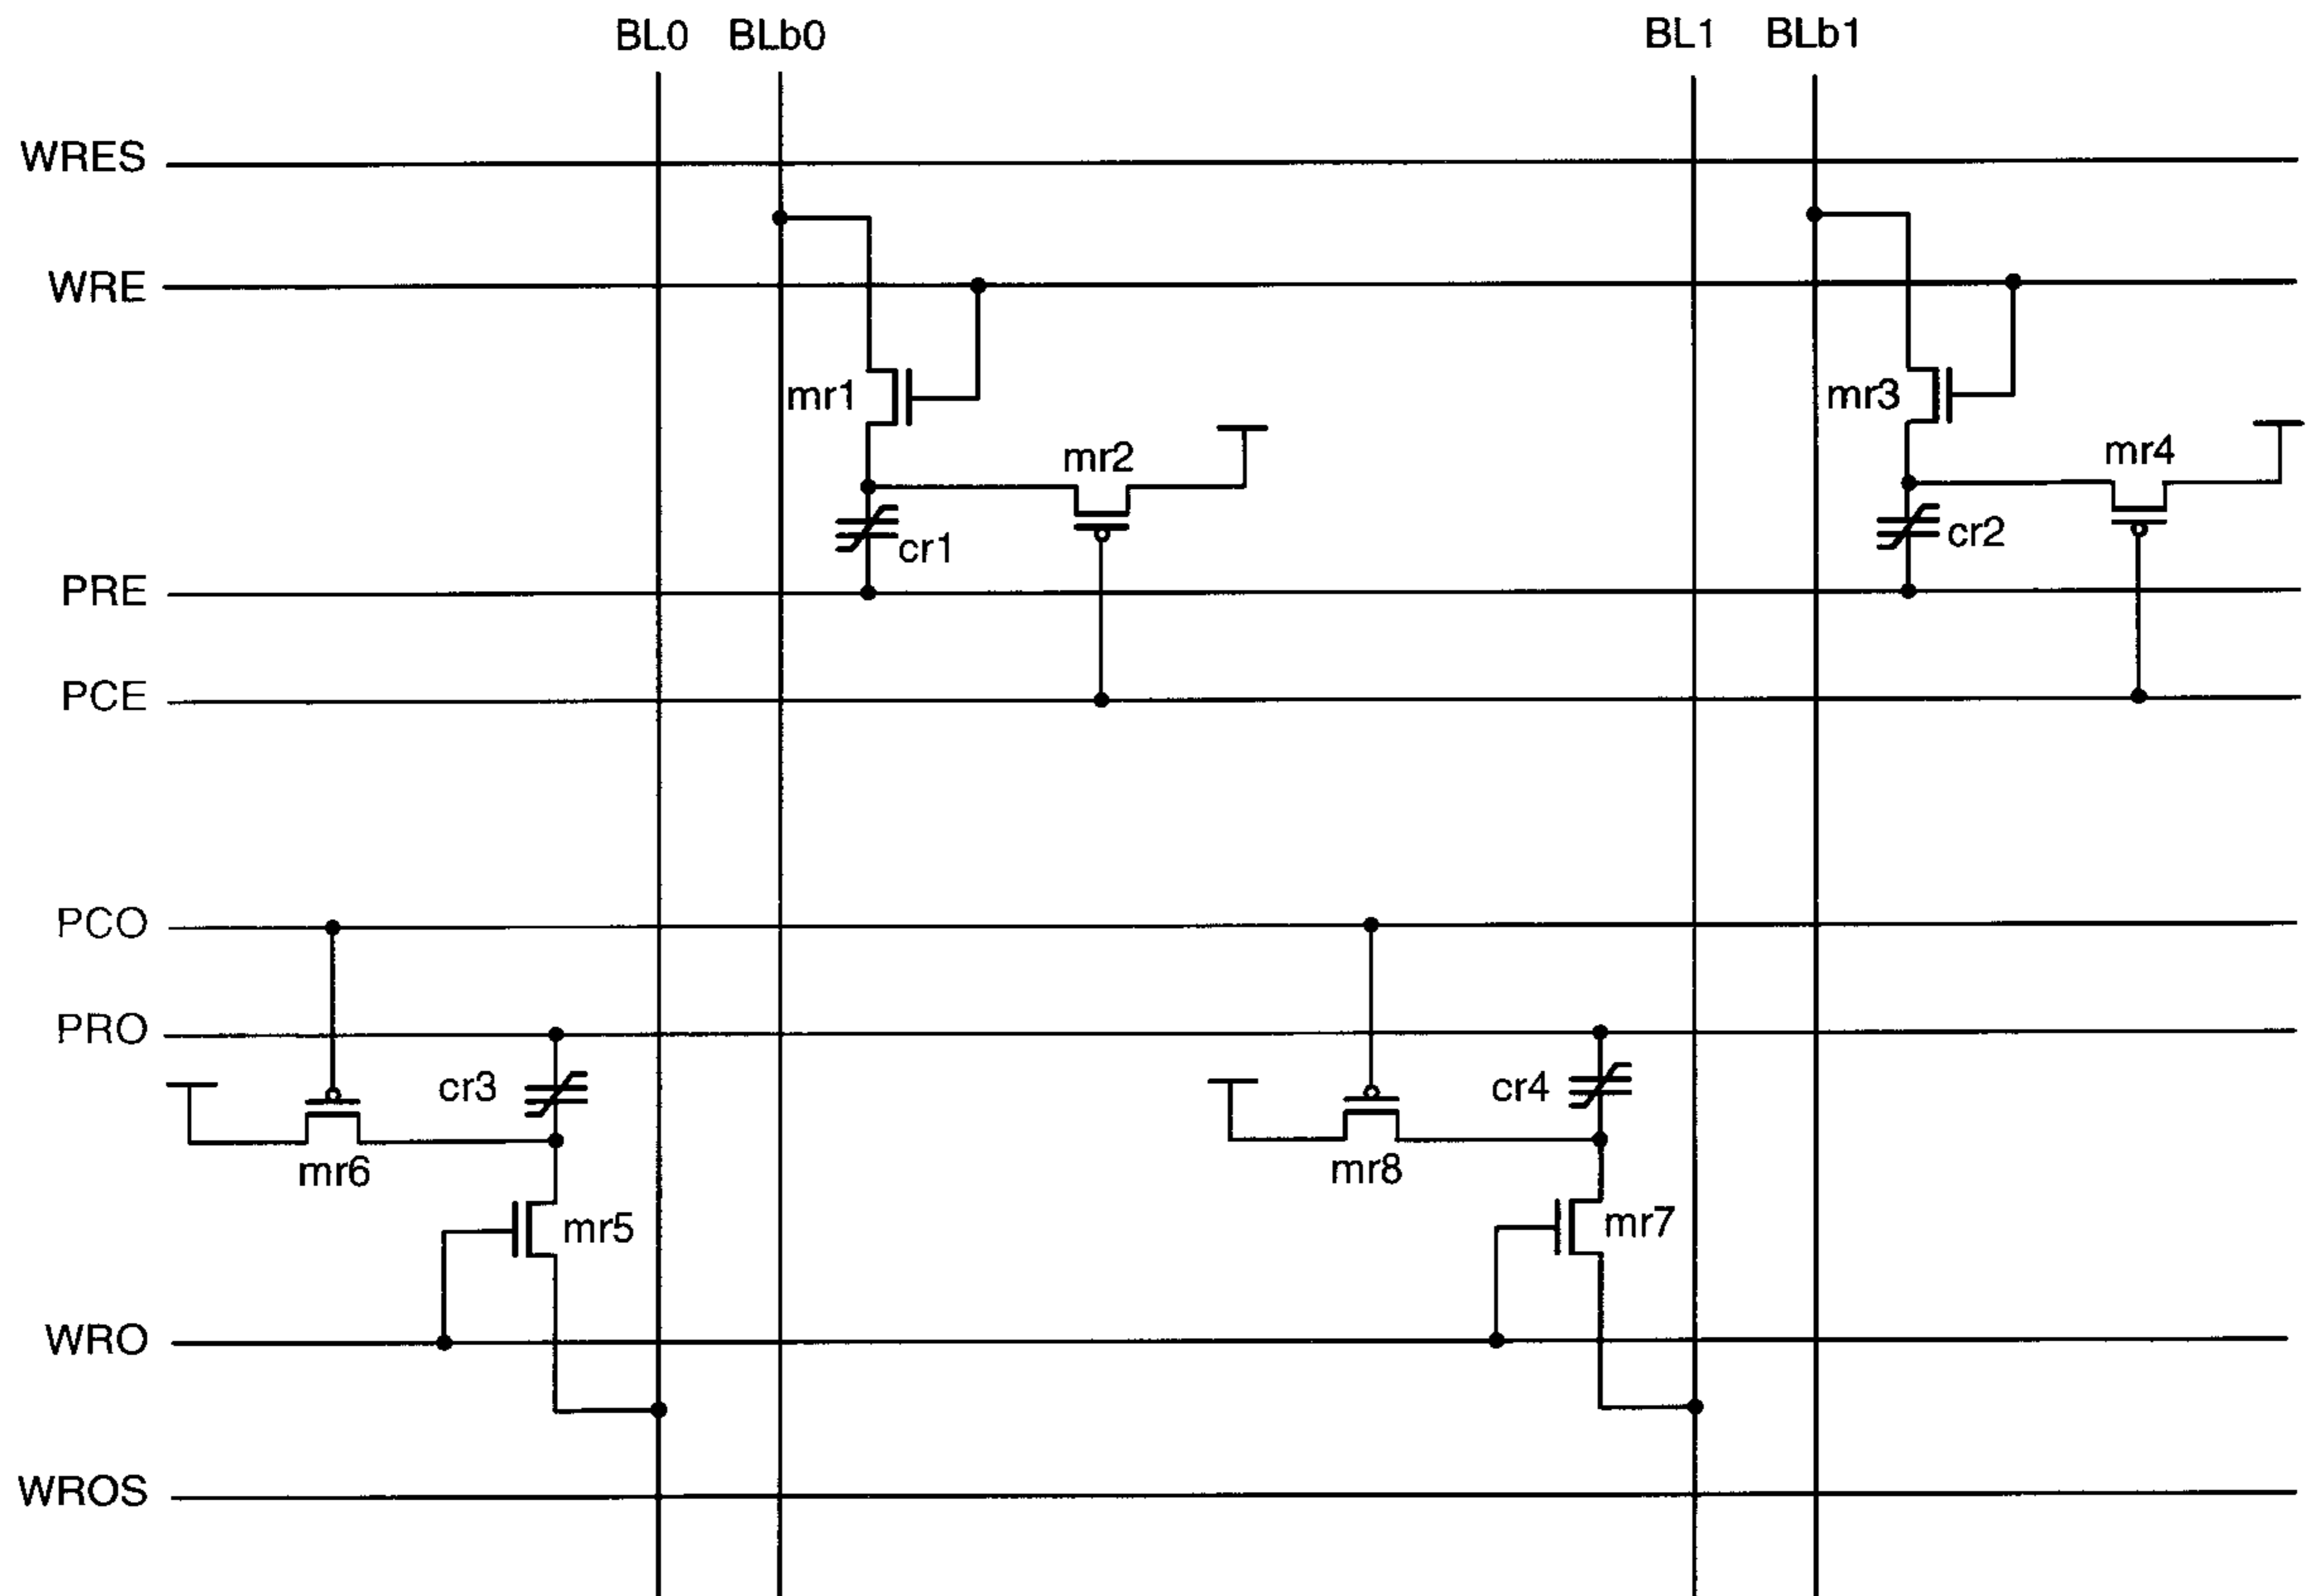 BL0 BLb0 BL1 BLb1
WRES
WRE
mr1 mr3
mr2 mr4
cr1 cr2
PRE
PCE
PCO
PRO
cr3 cr4
mr6 mr8
mr5 mr7
WRO
WROS